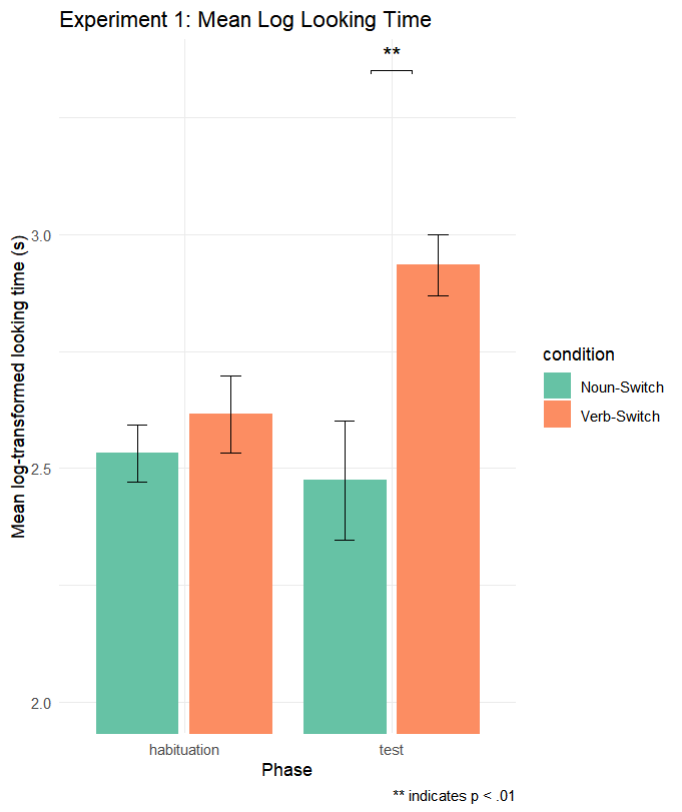 Experiment 1: Mean Log Looking Time
**
Mean log-transformed looking time (s)
3.0
2.5
2.0
habituation
test
Phase
condition
Noun-Switch
Verb-Switch
** indicates p < .01